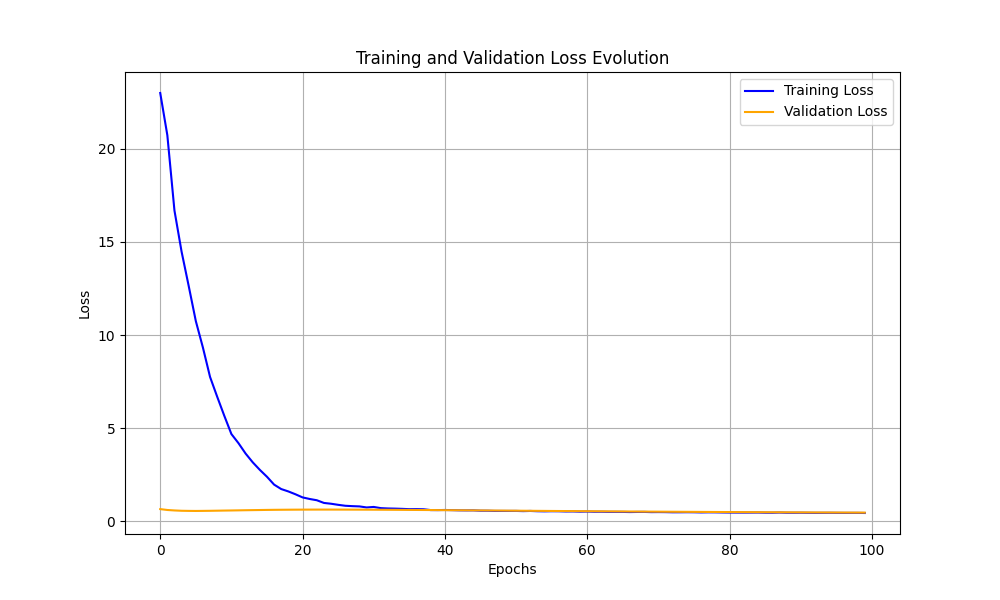 Training and Validation Loss Evolution
Training Loss
Validation Loss
20
15
10
5
0
Loss
0 20 40 60 80 100
Epochs